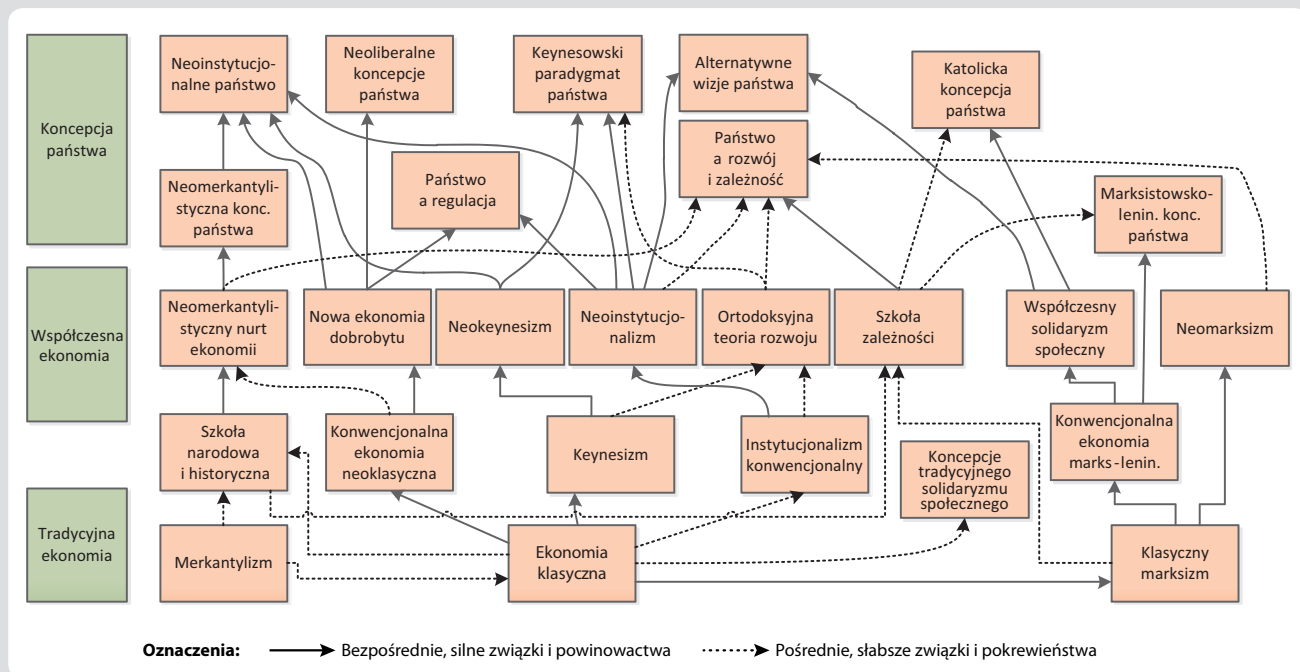 Koncepcja
państwa
Neoinstytucjo-
nalne państwo
Neoliberalne
koncepcje
państwa
Keynesowski
paradygmat
państwa
Alternatywne
wizje państwa
Katolicka
koncepcja
państwa
Państwo
a rozwój
i zależność
Państwo
a regulacja
Neomerkantyli-
styczna konc.
państwa
Marksistowsko-
lenin. konc.
państwa
Współczesna
ekonomia
Neomerkantyli-
styczny nurt
ekonomii
Nowa ekonomia
dobrobytu
Neokeynesizm
Neoinstytucjo-
nalizm
Ortodoksyjna
teoria rozwoju
Szkoła
zależności
Współczesny
solidaryzm
społeczny
Neomarksizm
Szkoła
narodowa
i historyczna
Konwencjonalna
ekonomia
neoklasyczna
Keynesizm
Instytucjonalizm
konwencjonalny
Koncepcje
tradycyjnego
solidaryzmu
społecznego
Konwencjonalna
ekonomia
marks-lenin.
Tradycyjna
ekonomia
Merkantylizm
Ekonomia
klasyczna
Klasyczny
marksizm
Oznaczenia: Bezpośrednie, silne związki i powinowactwa Pośrednie, słabsze związki i pokrewieństwa